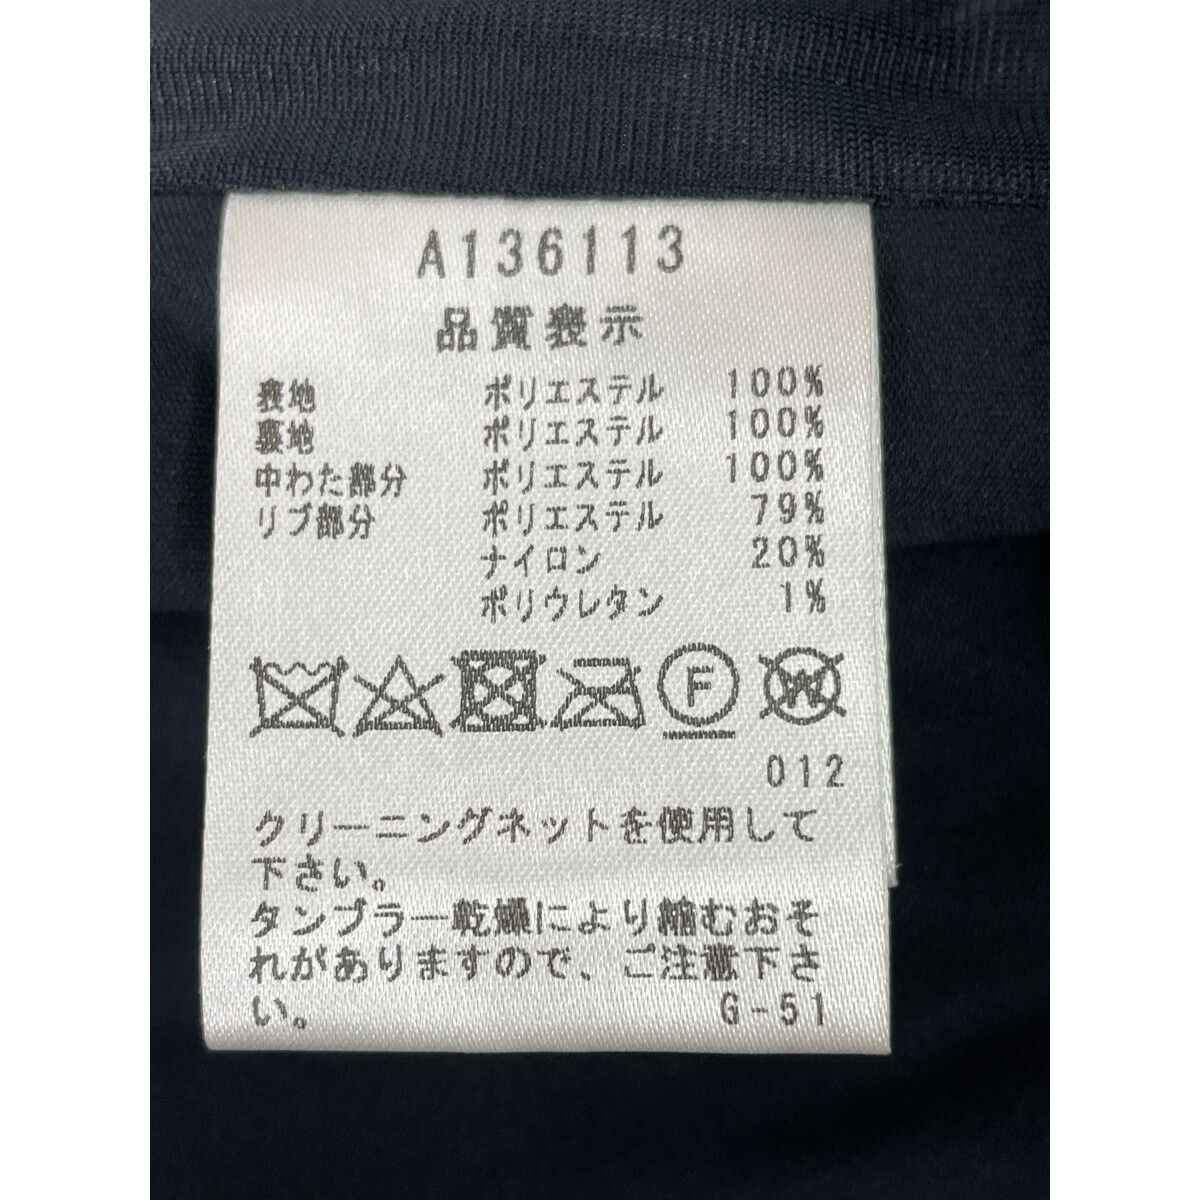 A136113
品質表示
表地 ポリエステル 100%
裏地 ポリエステル 100%
中わた部分 ポリエステル 100%
リブ部分 ポリエステル 79%
ナイロン 20%
ポリウレタン 1%
F W
012
クリーニングネットを使用して
下さい。
タンブラー乾燥により縮むおそ
れがありますので、ご注意下さ
い。 G-51